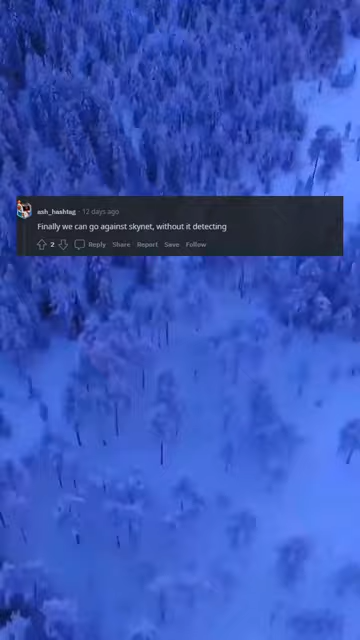 ash_hashtag · 12 days ago
Finally we can go against skynet, without it detecting
2 Reply Share Report Save Follow